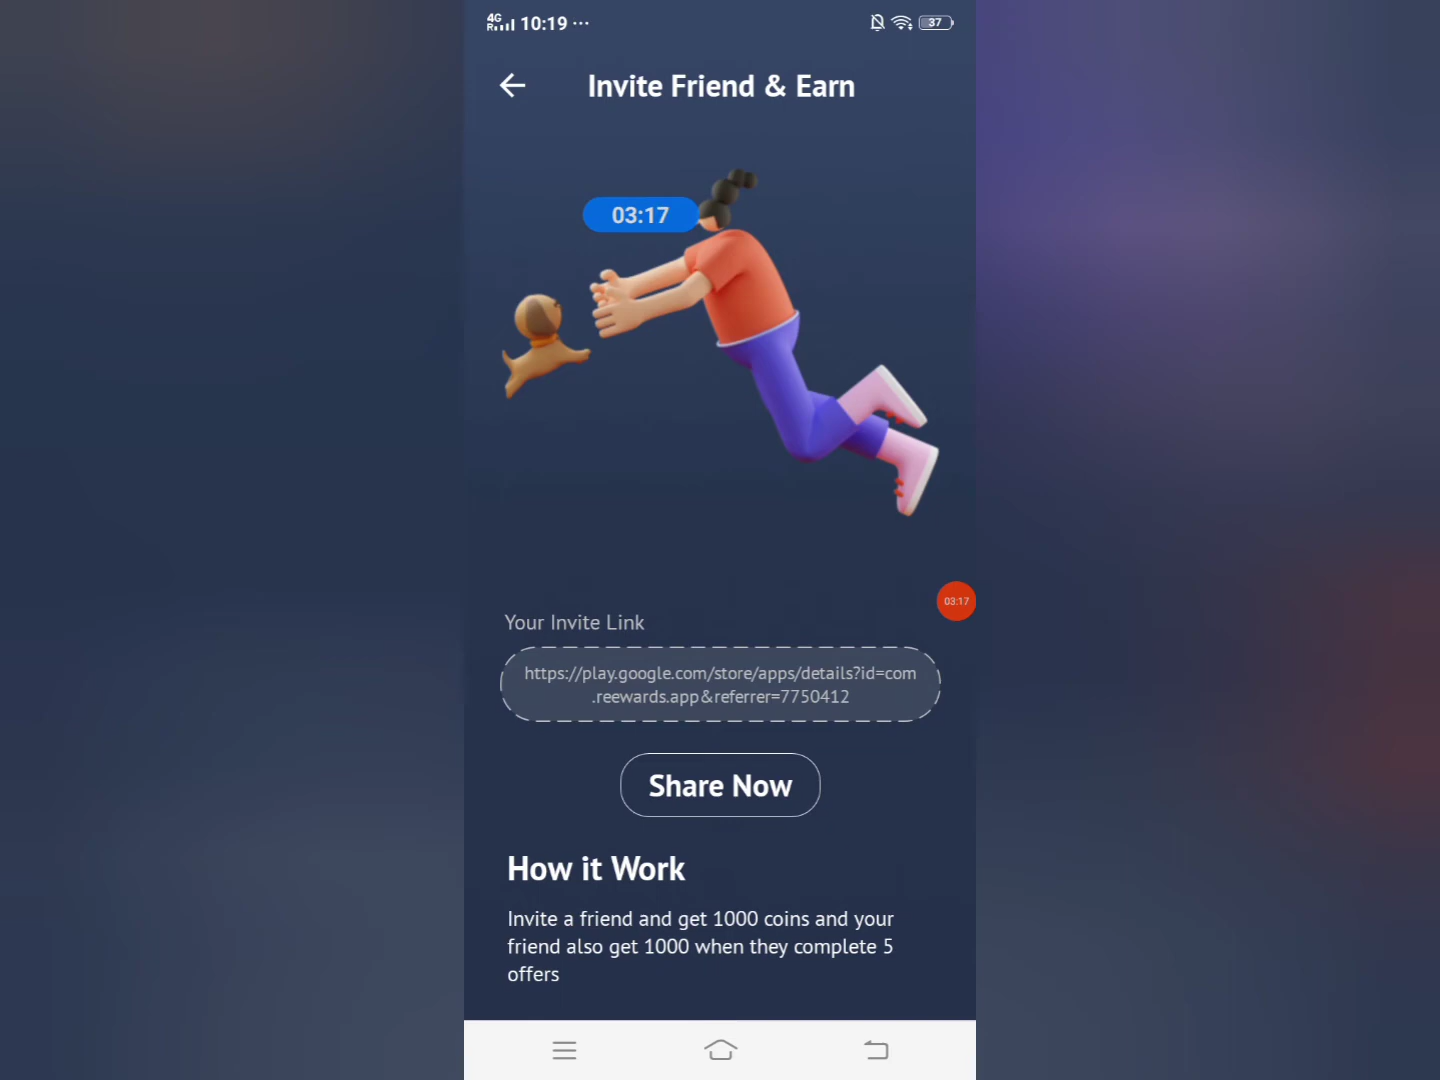 4G
R
10:19 ...
37
Invite Friend & Earn
03:17
03:17
Your Invite Link
https://play.google.com/store/apps/details?id=com
.reewards.app&referrer=7750412
Share Now
How it Work
Invite a friend and get 1000 coins and your
friend also get 1000 when they complete 5
offers